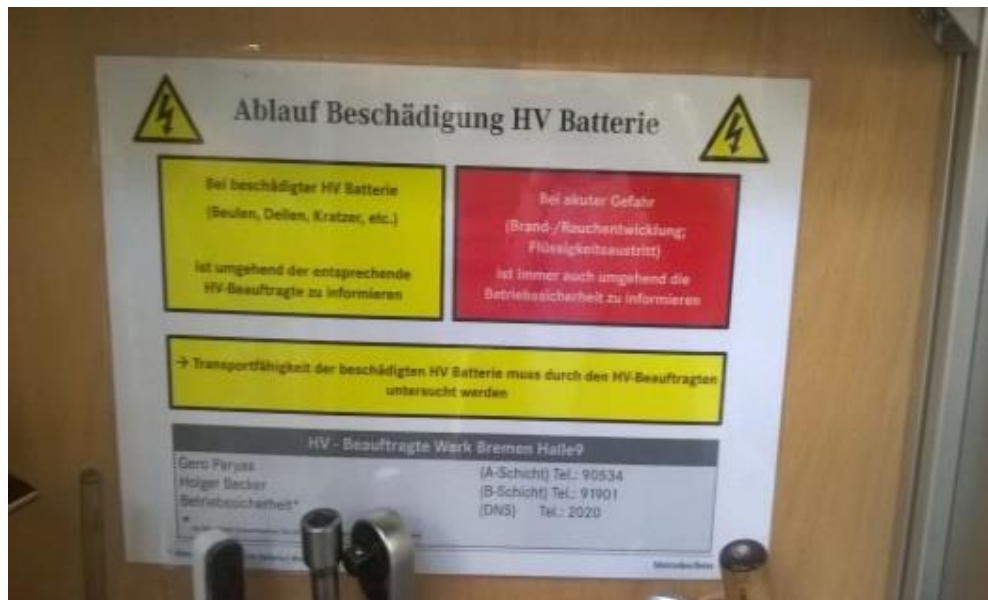 Ablauf Beschädigung HV Batterie
Bei beschädigter HV Batterie
(Beulen, Dellen, Kratzer, etc.)
ist umgehend der entsprechende
HV-Beauftragte zu informieren
Bei akuter Gefahr
(Brand-/Rauchentwicklung;
Flüssigkeitsaustritt)
ist immer auch umgehend die
Betriebssicherheit zu informieren
→ Transportfähigkeit der beschädigten HV Batterie muss durch den HV-Beauftragten
untersucht werden
HV - Beauftragte Werk Bremen Halle9
Gero (A-Schicht) Tel.: 90534
Holger Becker (B-Schicht) Tel.: 91901
Betriebssicherheit* (DNS) Tel.: 2020
*
Mercedes-Benz